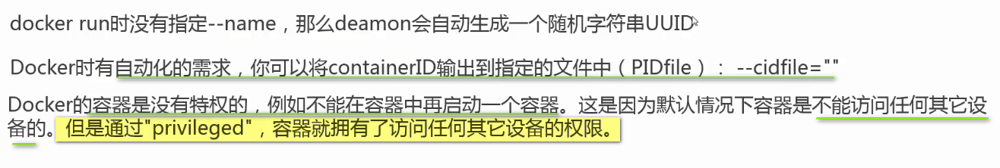 docker run时没有指定--name，那么deamon会自动生成一个随机字符串UUID
Docker时有自动化的需求，你可以将containerID输出到指定的文件中（PIDfile）： --cidfile=""
Docker的容器是没有特权的，例如不能在容器中再启动一个容器。这是因为默认情况下容器是不能访问任何其它设
备的。但是通过"privileged"，容器就拥有了访问任何其它设备的权限。